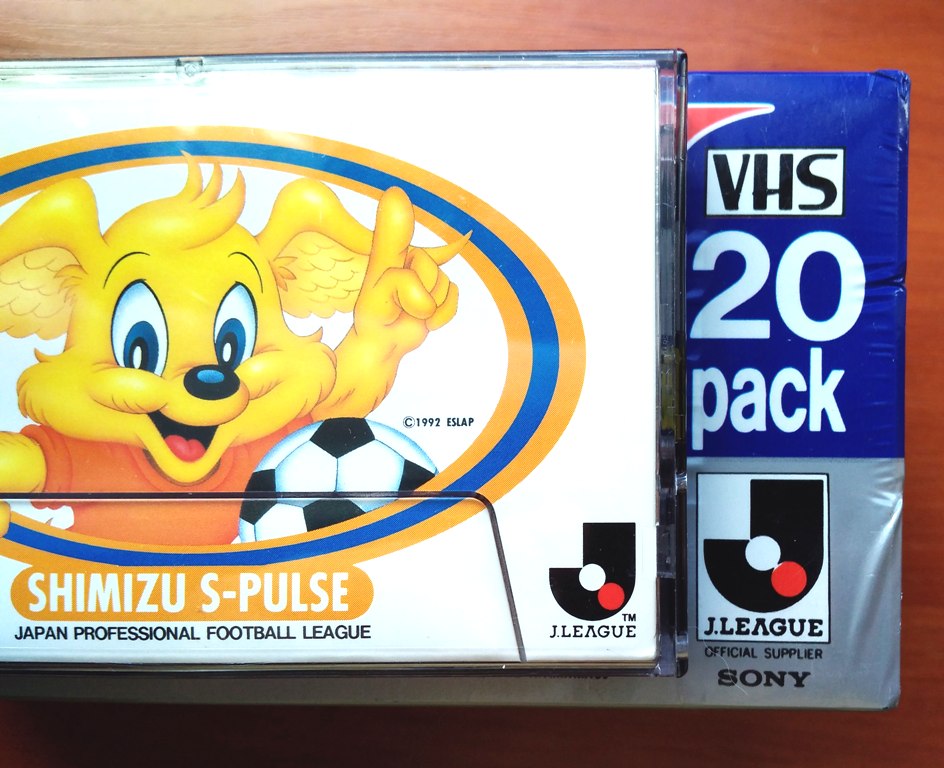 ©1992 ESLAP
SHIMIZU S-PULSE
JAPAN PROFESSIONAL FOOTBALL LEAGUE
TM
J.LEAGUE
VHS
20
pack
J.LEAGUE
OFFICIAL SUPPLIER
SONY